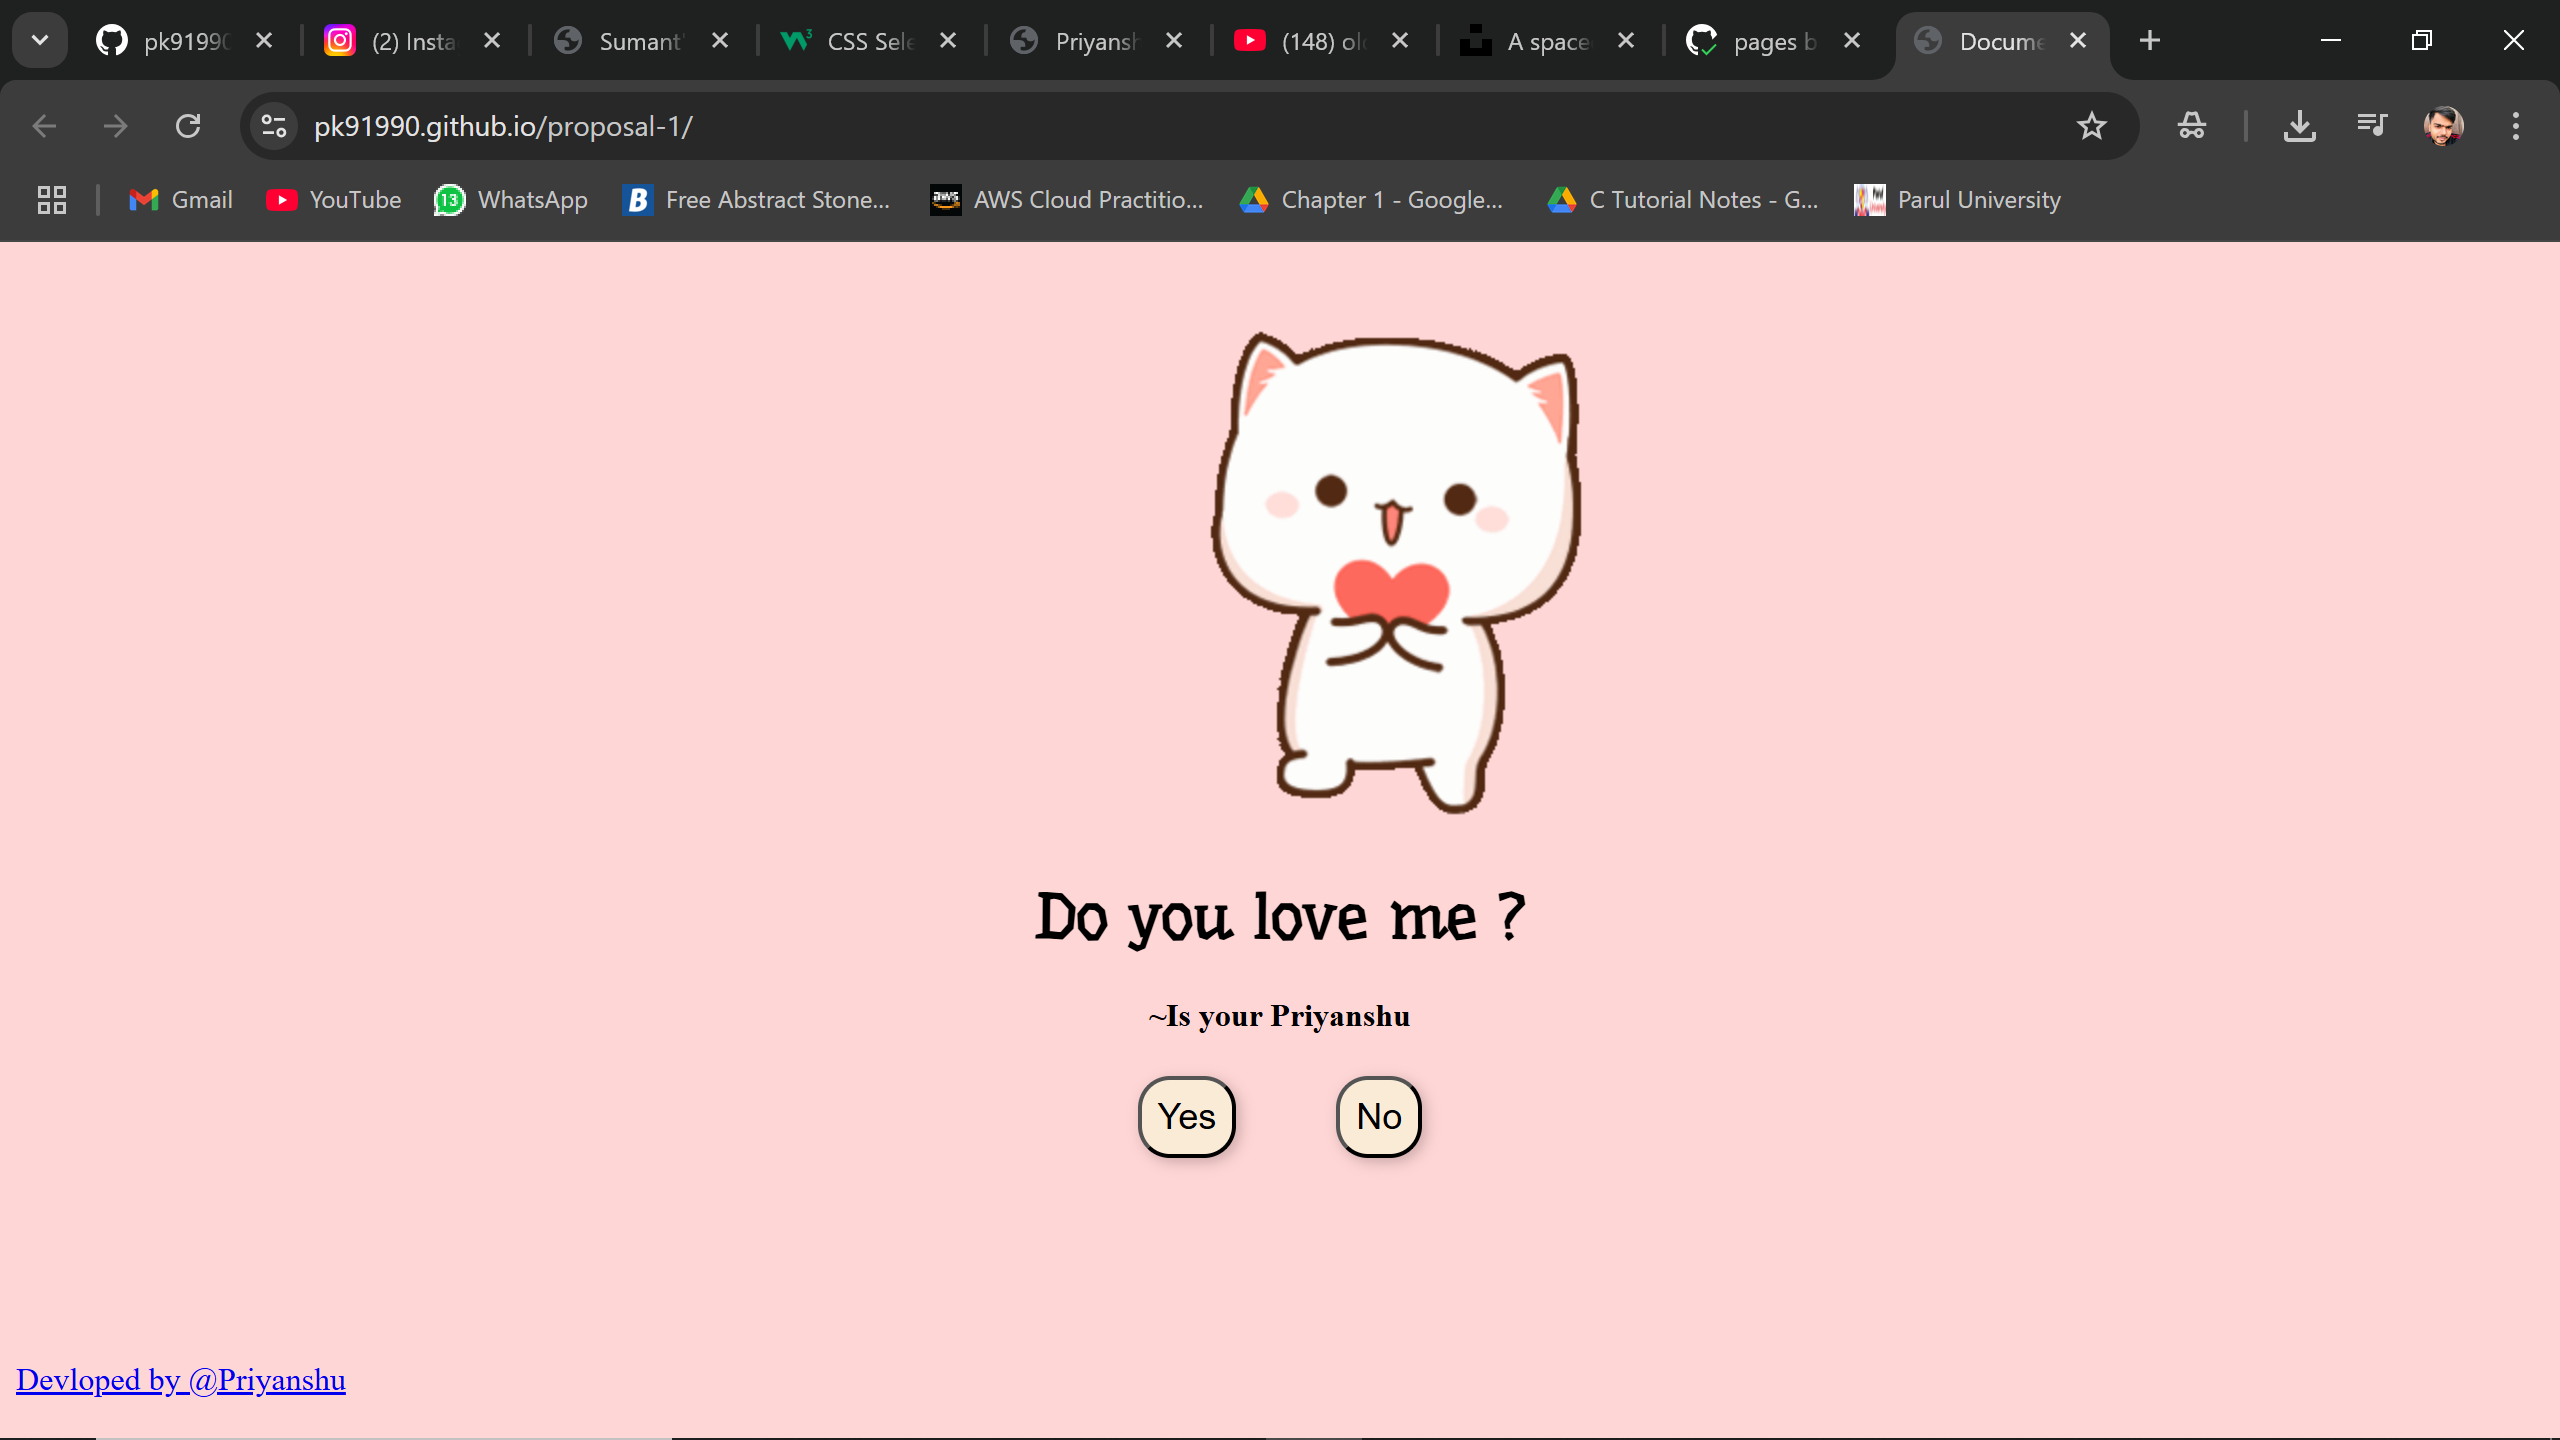 pk91990
(2) Insta
Sumant'
CSS Sele
Priyansh
(148) old
A space
pages b
Docume
pk91990.github.io/proposal-1/
Gmail
YouTube
13
WhatsApp
B
Free Abstract Stone...
aws
AWS Cloud Practitio...
Chapter 1 - Google...
C Tutorial Notes - G...
Parul University
Do you love me ?
~Is your Priyanshu
Yes
No
Devloped by @Priyanshu